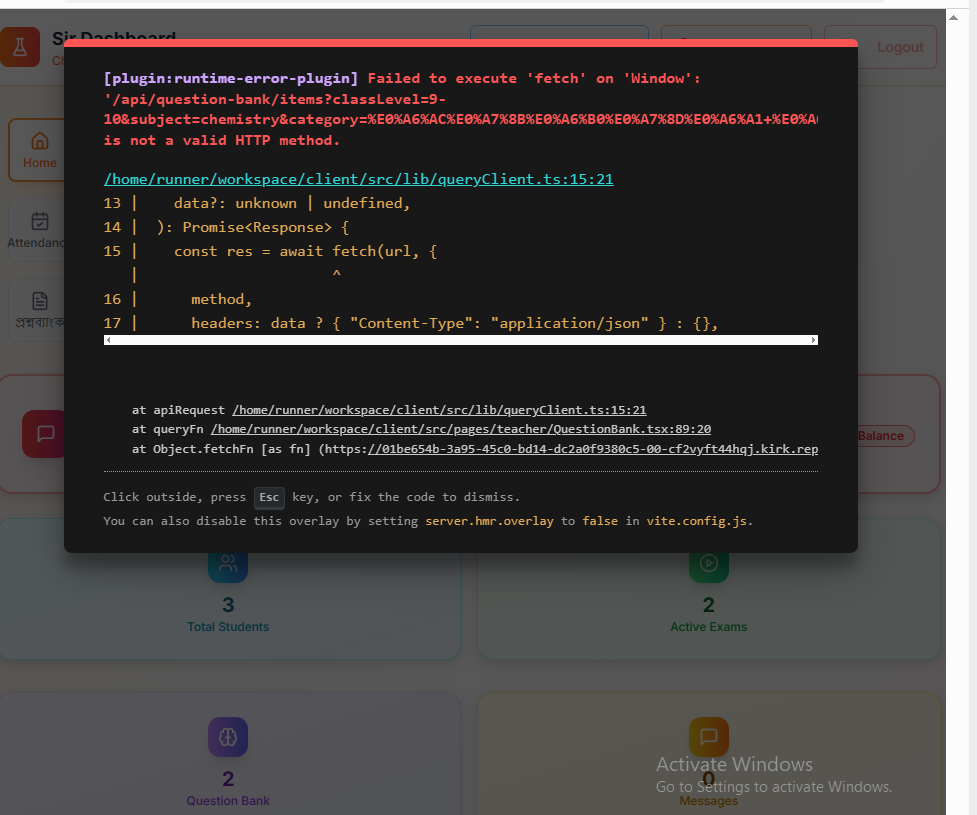 Sir Dashboard
Logout
[plugin:runtime-error-plugin] Failed to execute 'fetch' on 'Window':
'/api/question-bank/items?classLevel=9-
10&subject=chemistry&category=%E0%A6%AC%E0%A7%8B%E0%A6%B0%E0%A7%8D%E0%A6%A1+%E0%A
is not a valid HTTP method.
/home/runner/workspace/client/src/lib/queryClient.ts:15:21
13 | data?: unknown | undefined,
14 | ): Promise<Response> {
15 | const res = await fetch(url, {
| ^
16 | method,
17 | headers: data ? { "Content-Type": "application/json" } : {},
at apiRequest /home/runner/workspace/client/src/lib/queryClient.ts:15:21
at queryFn /home/runner/workspace/client/src/pages/teacher/QuestionBank.tsx:89:20
at Object.fetchFn [as fn] (https://01be654b-3a95-45c0-bd14-dc2a0f9380c5-00-cf2vyft44hqj.kirk.rep
Click outside, press Esc key, or fix the code to dismiss.
You can also disable this overlay by setting server.hmr.overlay to false in vite.config.js.
Home
Attendanc
প্রশ্নব্যাংক
Balance
3
Total Students
2
Active Exams
2
Question Bank
0
Messages
Activate Windows
Go to Settings to activate Windows.